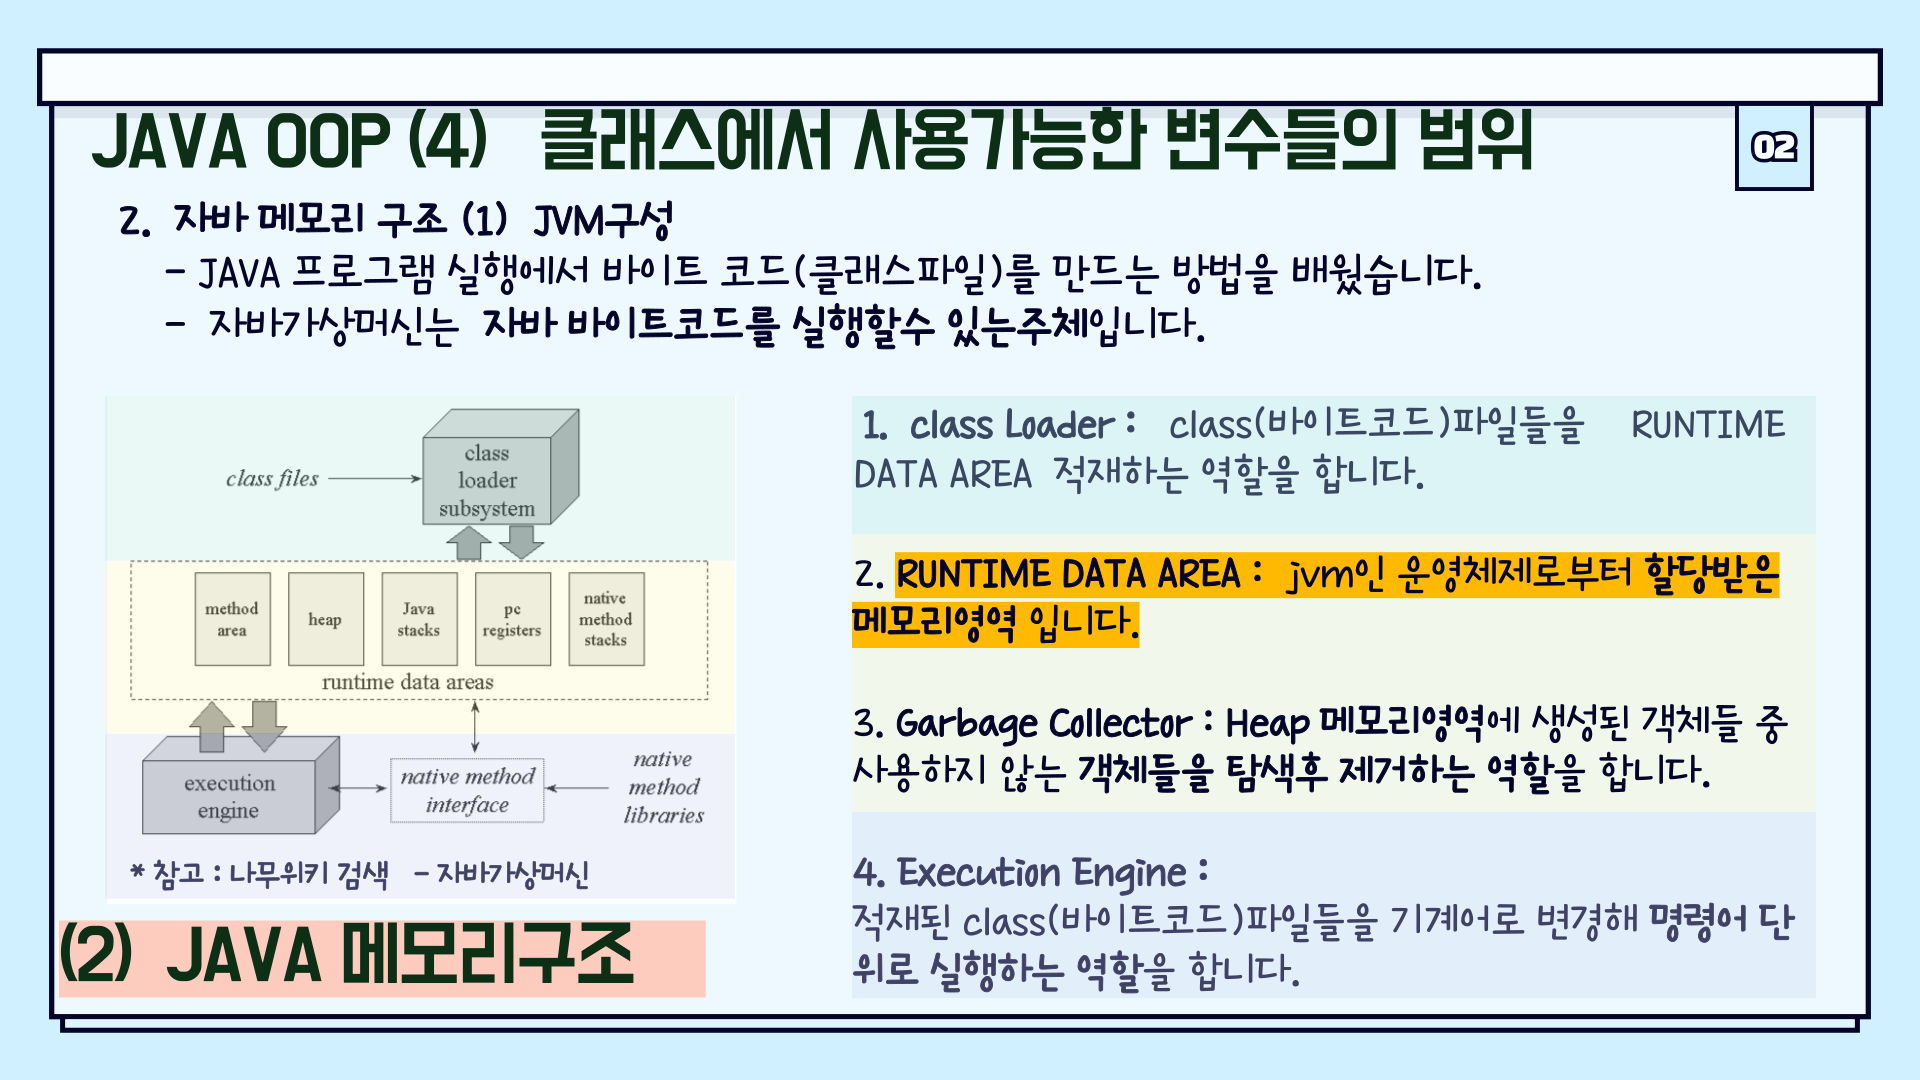 JAVA OOP (4) 클래스에서 사용가능한 변수들의 범위
02
2. 자바 메모리 구조 (1) JVM구성
- JAVA 프로그램 실행에서 바이트 코드(클래스파일)를 만드는 방법을 배웠습니다.
- 자바가상머신는 자바 바이트코드를 실행할수 있는주체입니다.
class files
class
loader
subsystem
method
area
heap
Java
stacks
pc
registers
native
method
stacks
runtime data areas
execution
engine
native method
interface
native
method
libraries
* 참고 : 나무위키 검색 - 자바가상머신
(2) JAVA 메모리구조
1. class Loader : class(바이트코드)파일들을 RUNTIME
DATA AREA 적재하는 역할을 합니다.
2. RUNTIME DATA AREA : jvm인 운영체제로부터 할당받은
메모리영역 입니다.
3. Garbage Collector : Heap 메모리영역에 생성된 객체들 중
사용하지 않는 객체들을 탐색후 제거하는 역할을 합니다.
4. Execution Engine :
적재된 class(바이트코드)파일들을 기계어로 변경해 명령어 단
위로 실행하는 역할을 합니다.